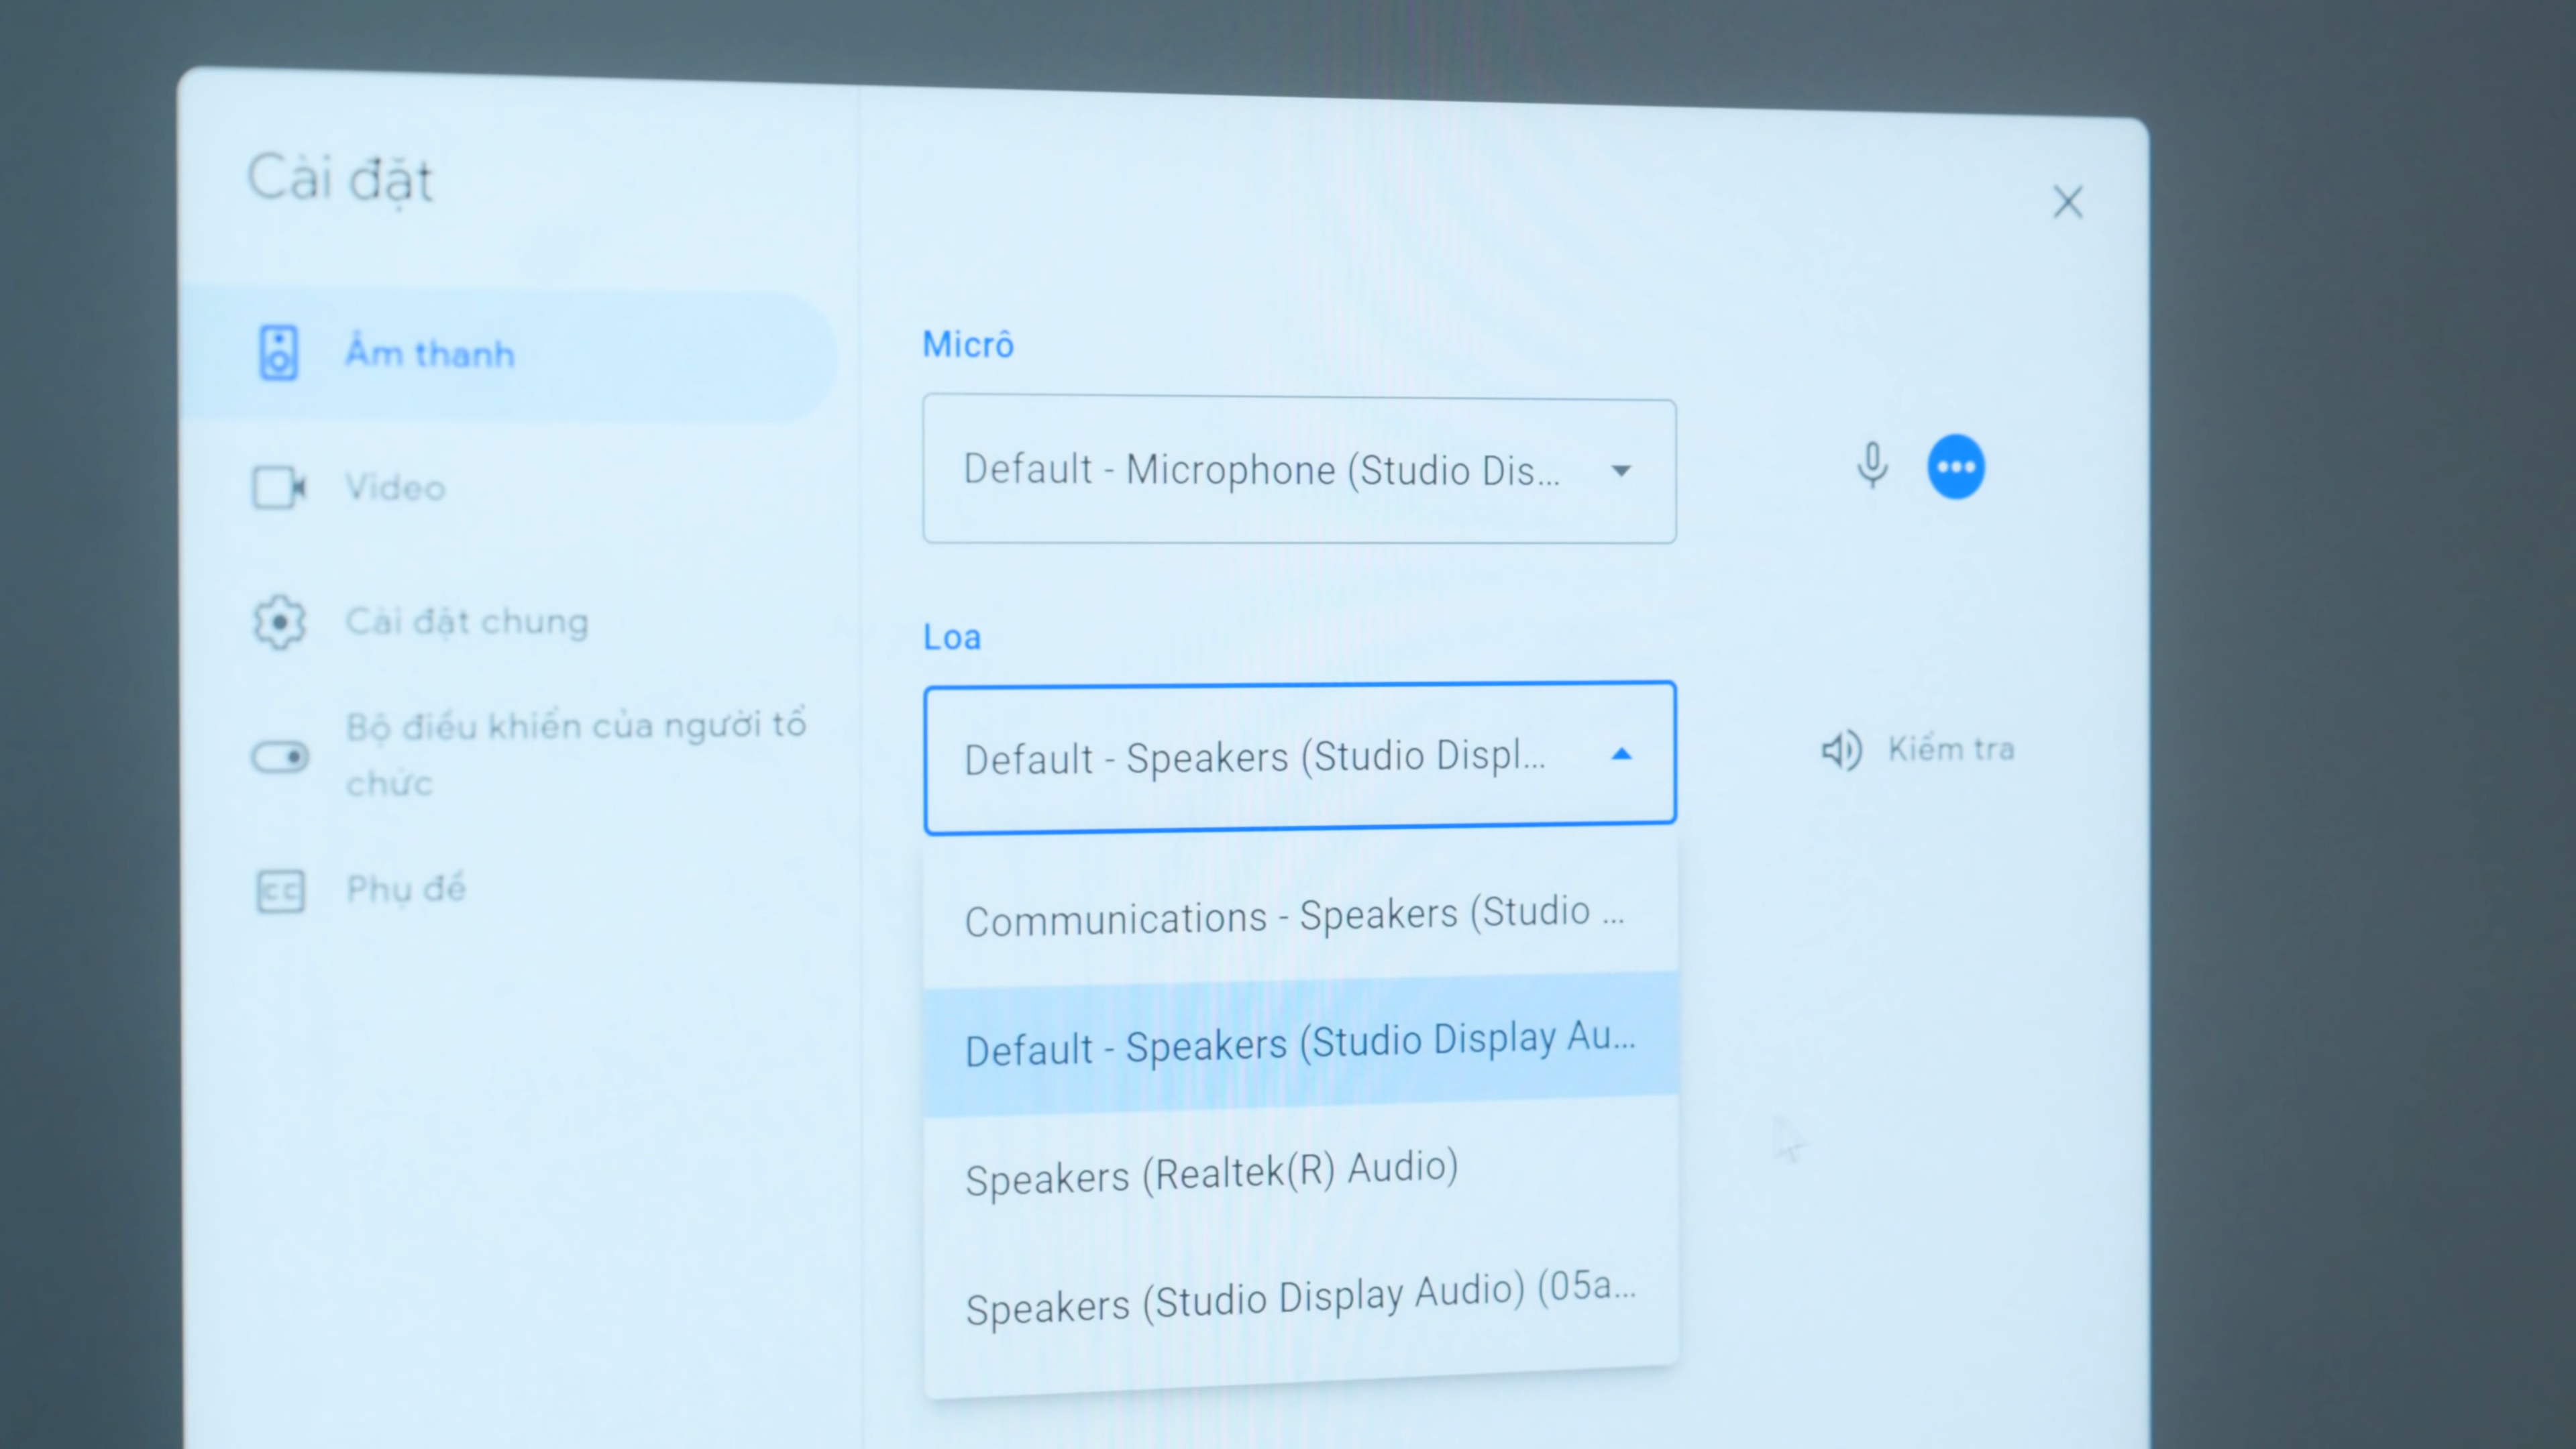 Cài đặt
Âm thanh
Video
Cài đặt chung
Bộ điều khiển của người tổ
chức
Phụ đề
Micrô
Default - Microphone (Studio Dis...
Loa
Default - Speakers (Studio Displ...
Kiểm tra
Communications - Speakers (Studio ...
Default - Speakers (Studio Display Au...
Speakers (Realtek(R) Audio)
Speakers (Studio Display Audio) (05a...